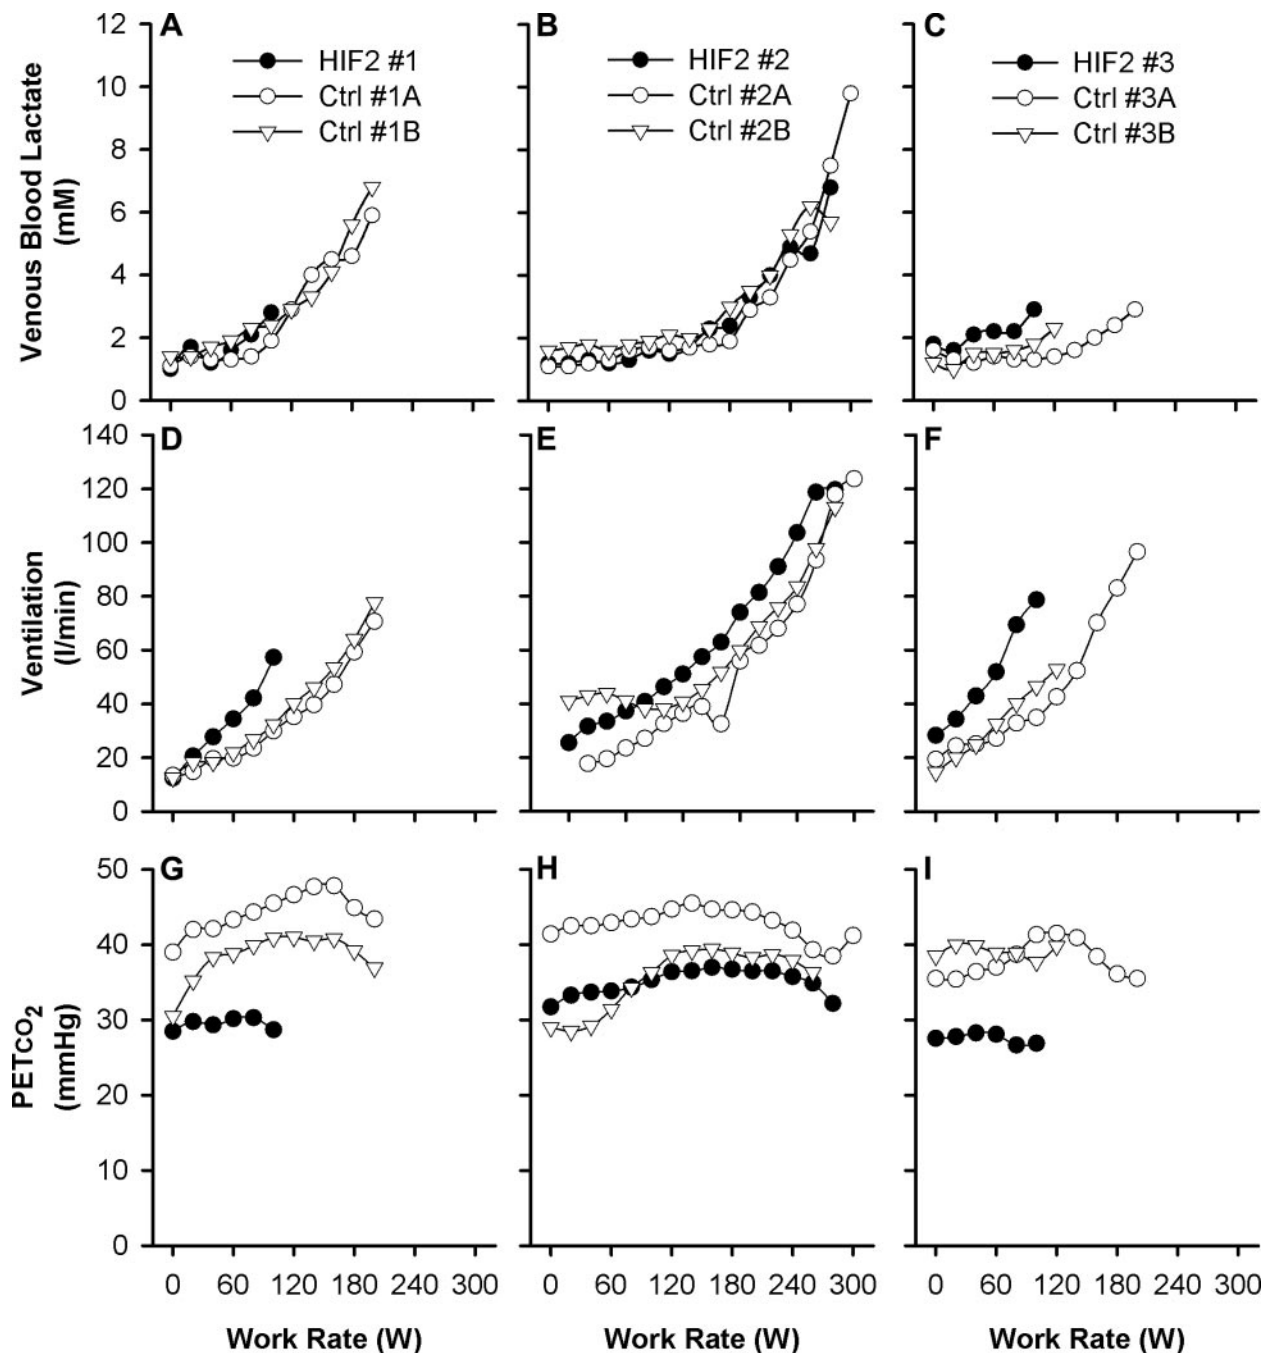 A
B
C
HIF2 #1
Ctrl #1A
Ctrl #1B
HIF2 #2
Ctrl #2A
Ctrl #2B
HIF2 #3
Ctrl #3A
Ctrl #3B
Venous Blood Lactate
(mM)
12
10
8
6
4
2
0
D
E
F
Ventilation
(l/min)
140
120
100
80
60
40
20
0
G
H
I
PETCO2
(mmHg)
50
40
30
20
10
0
0 60 120 180 240 300
0 60 120 180 240 300
0 60 120 180 240 300
Work Rate (W)
Work Rate (W)
Work Rate (W)